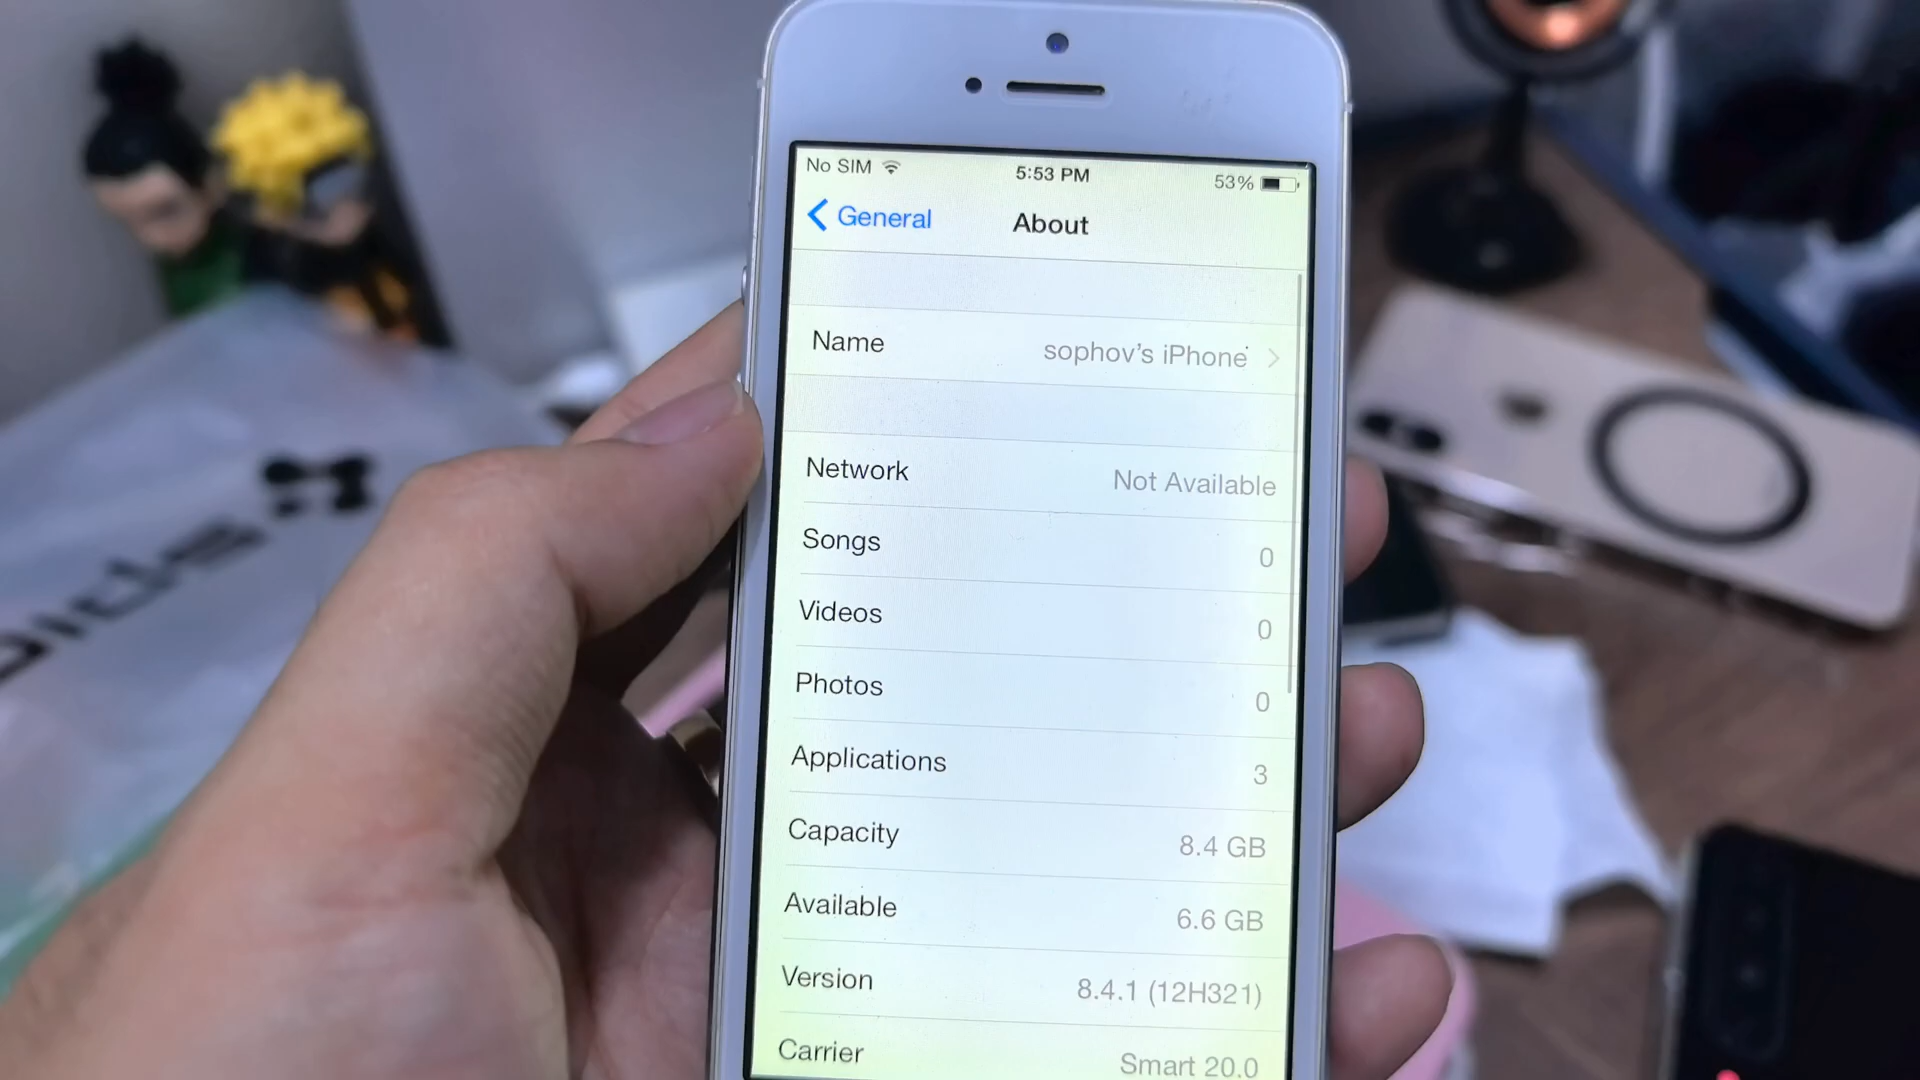 No SIM 5:53 PM 53%
General About
Name sophov's iPhone
Network Not Available
Songs 0
Videos 0
Photos 0
Applications 3
Capacity 8.4 GB
Available 6.6 GB
Version 8.4.1 (12H321)
Carrier Smart 20.0